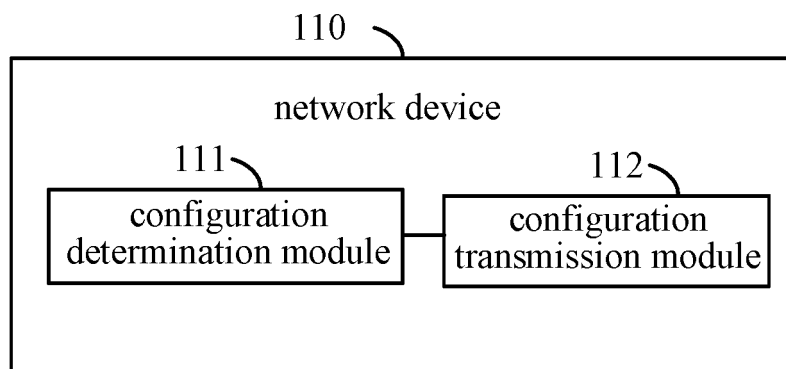 110
network device
111
configuration
determination module
112
configuration
transmission module